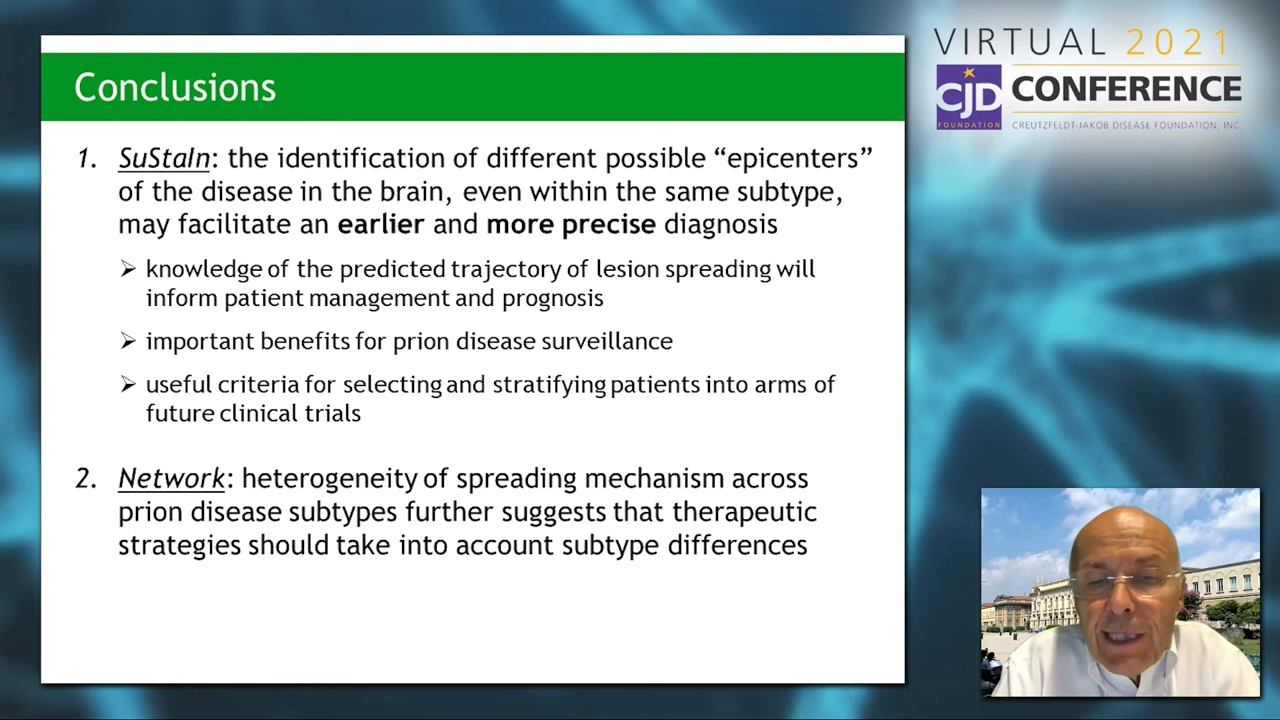 Conclusions
1. SuStaIn: the identification of different possible “epicenters”
of the disease in the brain, even within the same subtype,
may facilitate an earlier and more precise diagnosis
➢ knowledge of the predicted trajectory of lesion spreading will
inform patient management and prognosis
➢ important benefits for prion disease surveillance
➢ useful criteria for selecting and stratifying patients into arms of
future clinical trials
2. Network: heterogeneity of spreading mechanism across
prion disease subtypes further suggests that therapeutic
strategies should take into account subtype differences
VIRTUAL 2021
CJD
FOUNDATION
CONFERENCE
CREUTZFELDT-JAKOB DISEASE FOUNDATION, INC